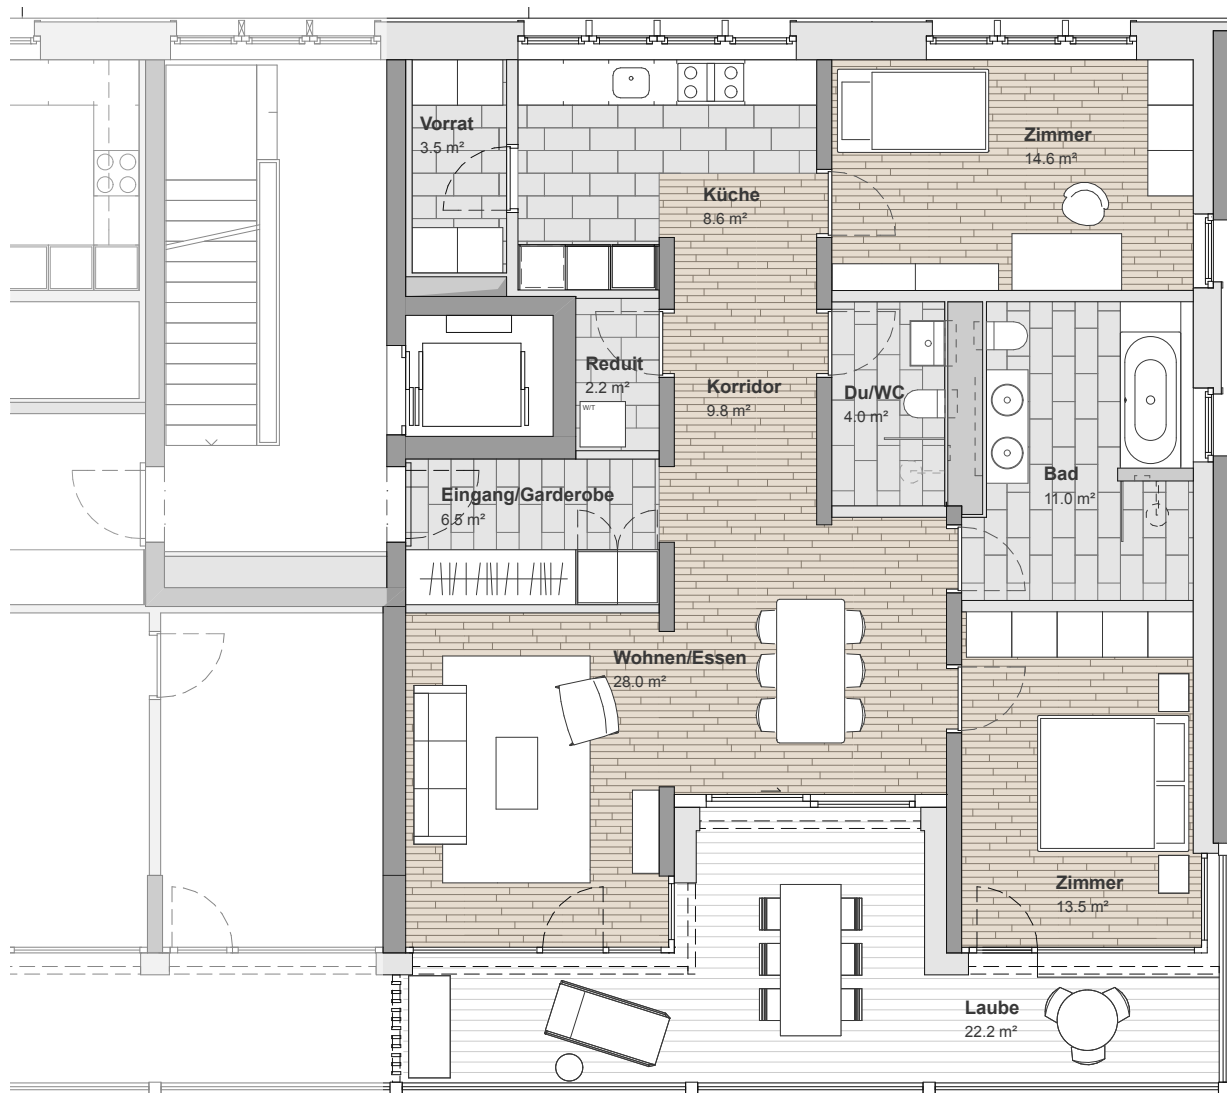 Vorrat
3.5 m²
Zimmer
14.6 m²
Küche
8.6 m²
Reduit
2.2 m²
W/T
Korridor
9.8 m²
Du/WC
4.0 m²
Bad
11.0 m²
Eingang/Garderobe
6.5 m²
Wohnen/Essen
28.0 m²
Zimmer
13.5 m²
Laube
22.2 m²